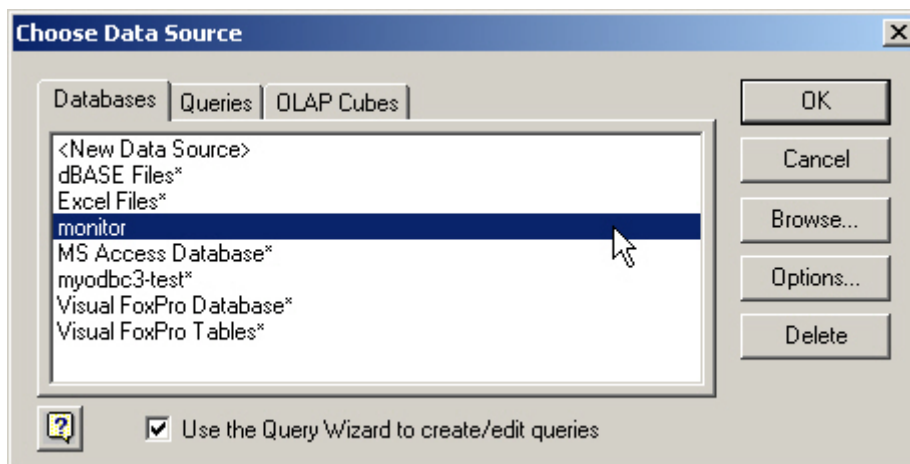 Choose Data Source
Databases Queries OLAP Cubes
<New Data Source>
dBASE Files*
Excel Files*
monitor
MS Access Database*
myodbc3-test*
Visual FoxPro Database*
Visual FoxPro Tables*
OK
Cancel
Browse...
Options...
Delete
?
Use the Query Wizard to create/edit queries